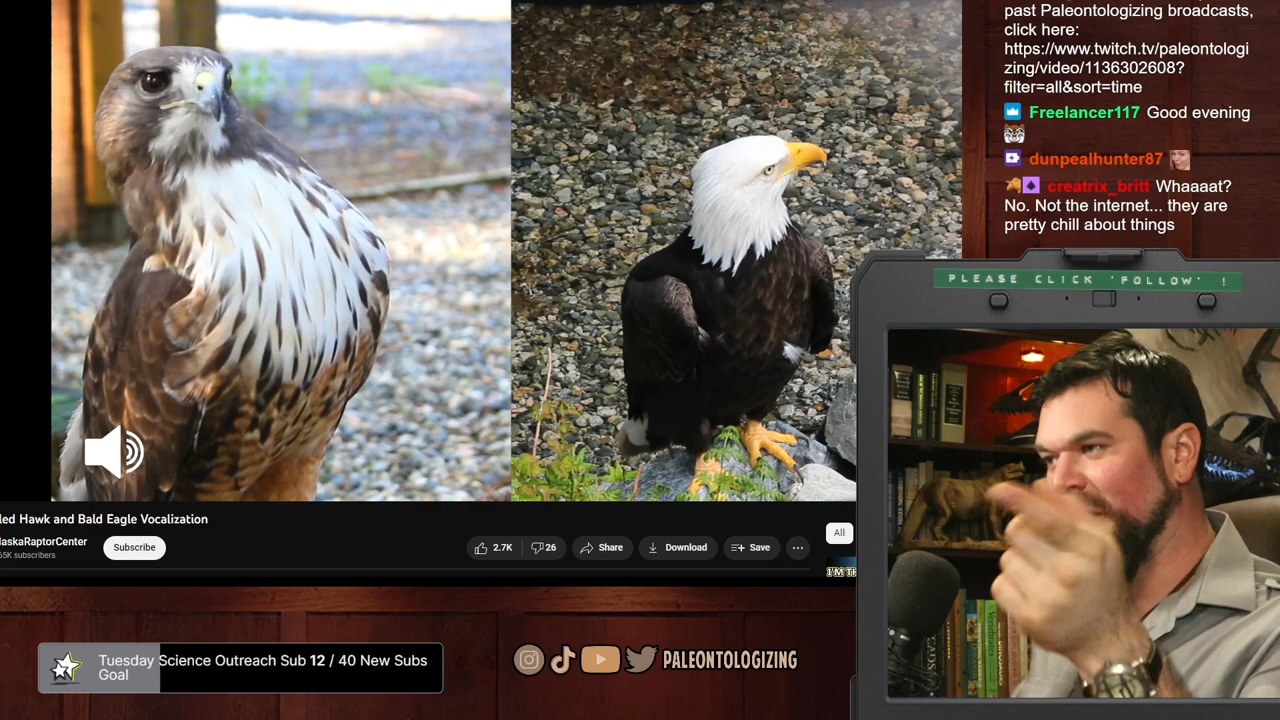 past Paleontologizing broadcasts,
click here:
https://www.twitch.tv/paleontologi
zing/video/1136302608?
filter=all&sort=time
Freelancer117 Good evening
dunpealhunter87
creatrix_britt Whaaaat?
No. Not the internet... they are
pretty chill about things
PLEASE CLICK "FOLLOW" !
led Hawk and Bald Eagle Vocalization
laskaRaptorCenter
65K subscribers
Subscribe
2.7K
26
Share
Download
Save
All
I'M TH
Tuesday Science Outreach Sub 12 / 40 New Subs
Goal
PALEONTOLOGIZING